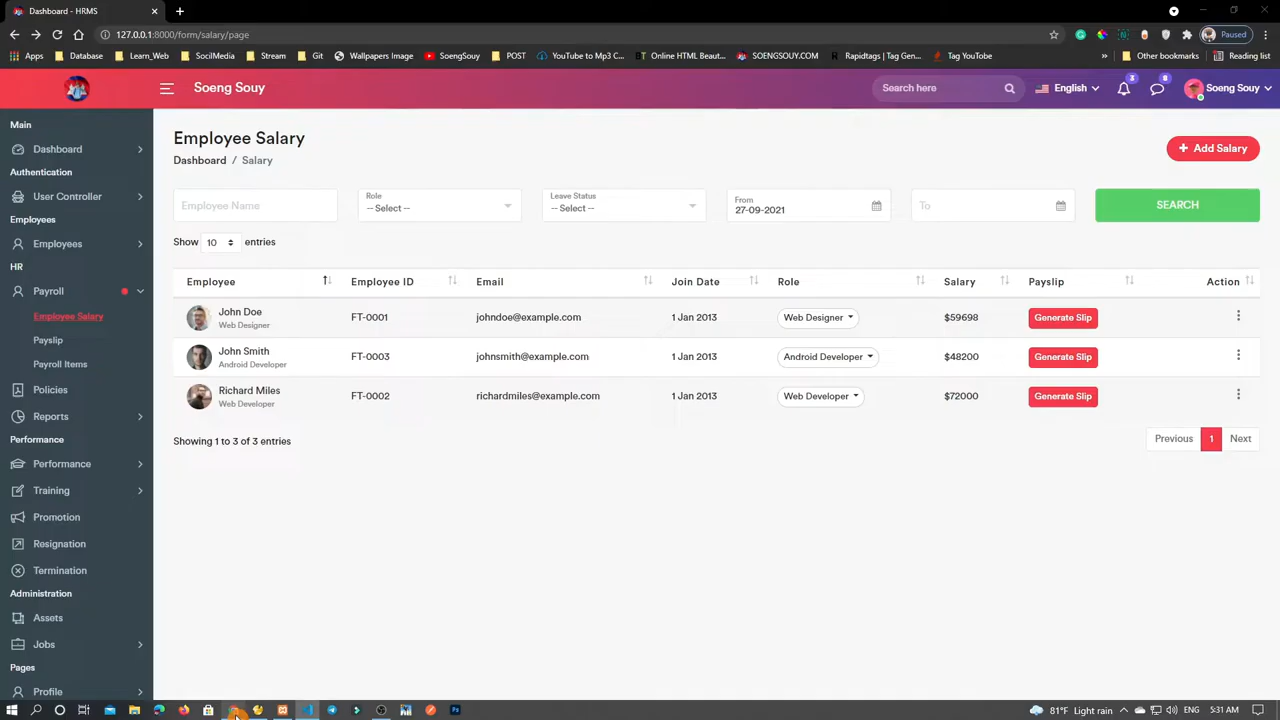 Dashboard - HRMS
127.0.0.1:8000/form/salary/page
Paused
Apps Database Learn_Web SocilMedia Stream Git Wallpapers Image SoengSouy POST YouTube to Mp3 C... Online HTML Beaut... SOENGSOUY.COM Rapidtags | Tag Gen... Tag YouTube » Other bookmarks Reading list
Soeng Souy
Search here
English
3
8
Soeng Souy
Main
Dashboard
Authentication
User Controller
Employees
Employees
HR
Payroll
Employee Salary
Payslip
Payroll Items
Policies
Reports
Performance
Performance
Training
Promotion
Resignation
Termination
Administration
Assets
Jobs
Pages
Profile
Employee Salary
Dashboard / Salary
+ Add Salary
Employee Name
Role
-- Select --
Leave Status
-- Select --
From
27-09-2021
To
SEARCH
Show 10 entries
Employee Employee ID Email Join Date Role Salary Payslip Action
John Doe
Web Designer
FT-0001 johndoe@example.com 1 Jan 2013 Web Designer $59698 Generate Slip
John Smith
Android Developer
FT-0003 johnsmith@example.com 1 Jan 2013 Android Developer $48200 Generate Slip
Richard Miles
Web Developer
FT-0002 richardmiles@example.com 1 Jan 2013 Web Developer $72000 Generate Slip
Showing 1 to 3 of 3 entries
Previous 1 Next
81°F Light rain
5:31 AM